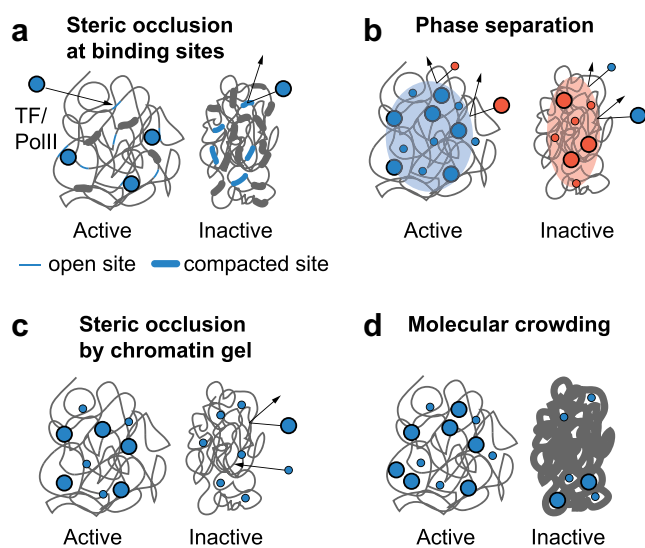 a Steric occlusion
at binding sites
TF/
PolII
Active
Inactive
open site
compacted site
b Phase separation
Active
Inactive
c Steric occlusion
by chromatin gel
Active
Inactive
d Molecular crowding
Active
Inactive